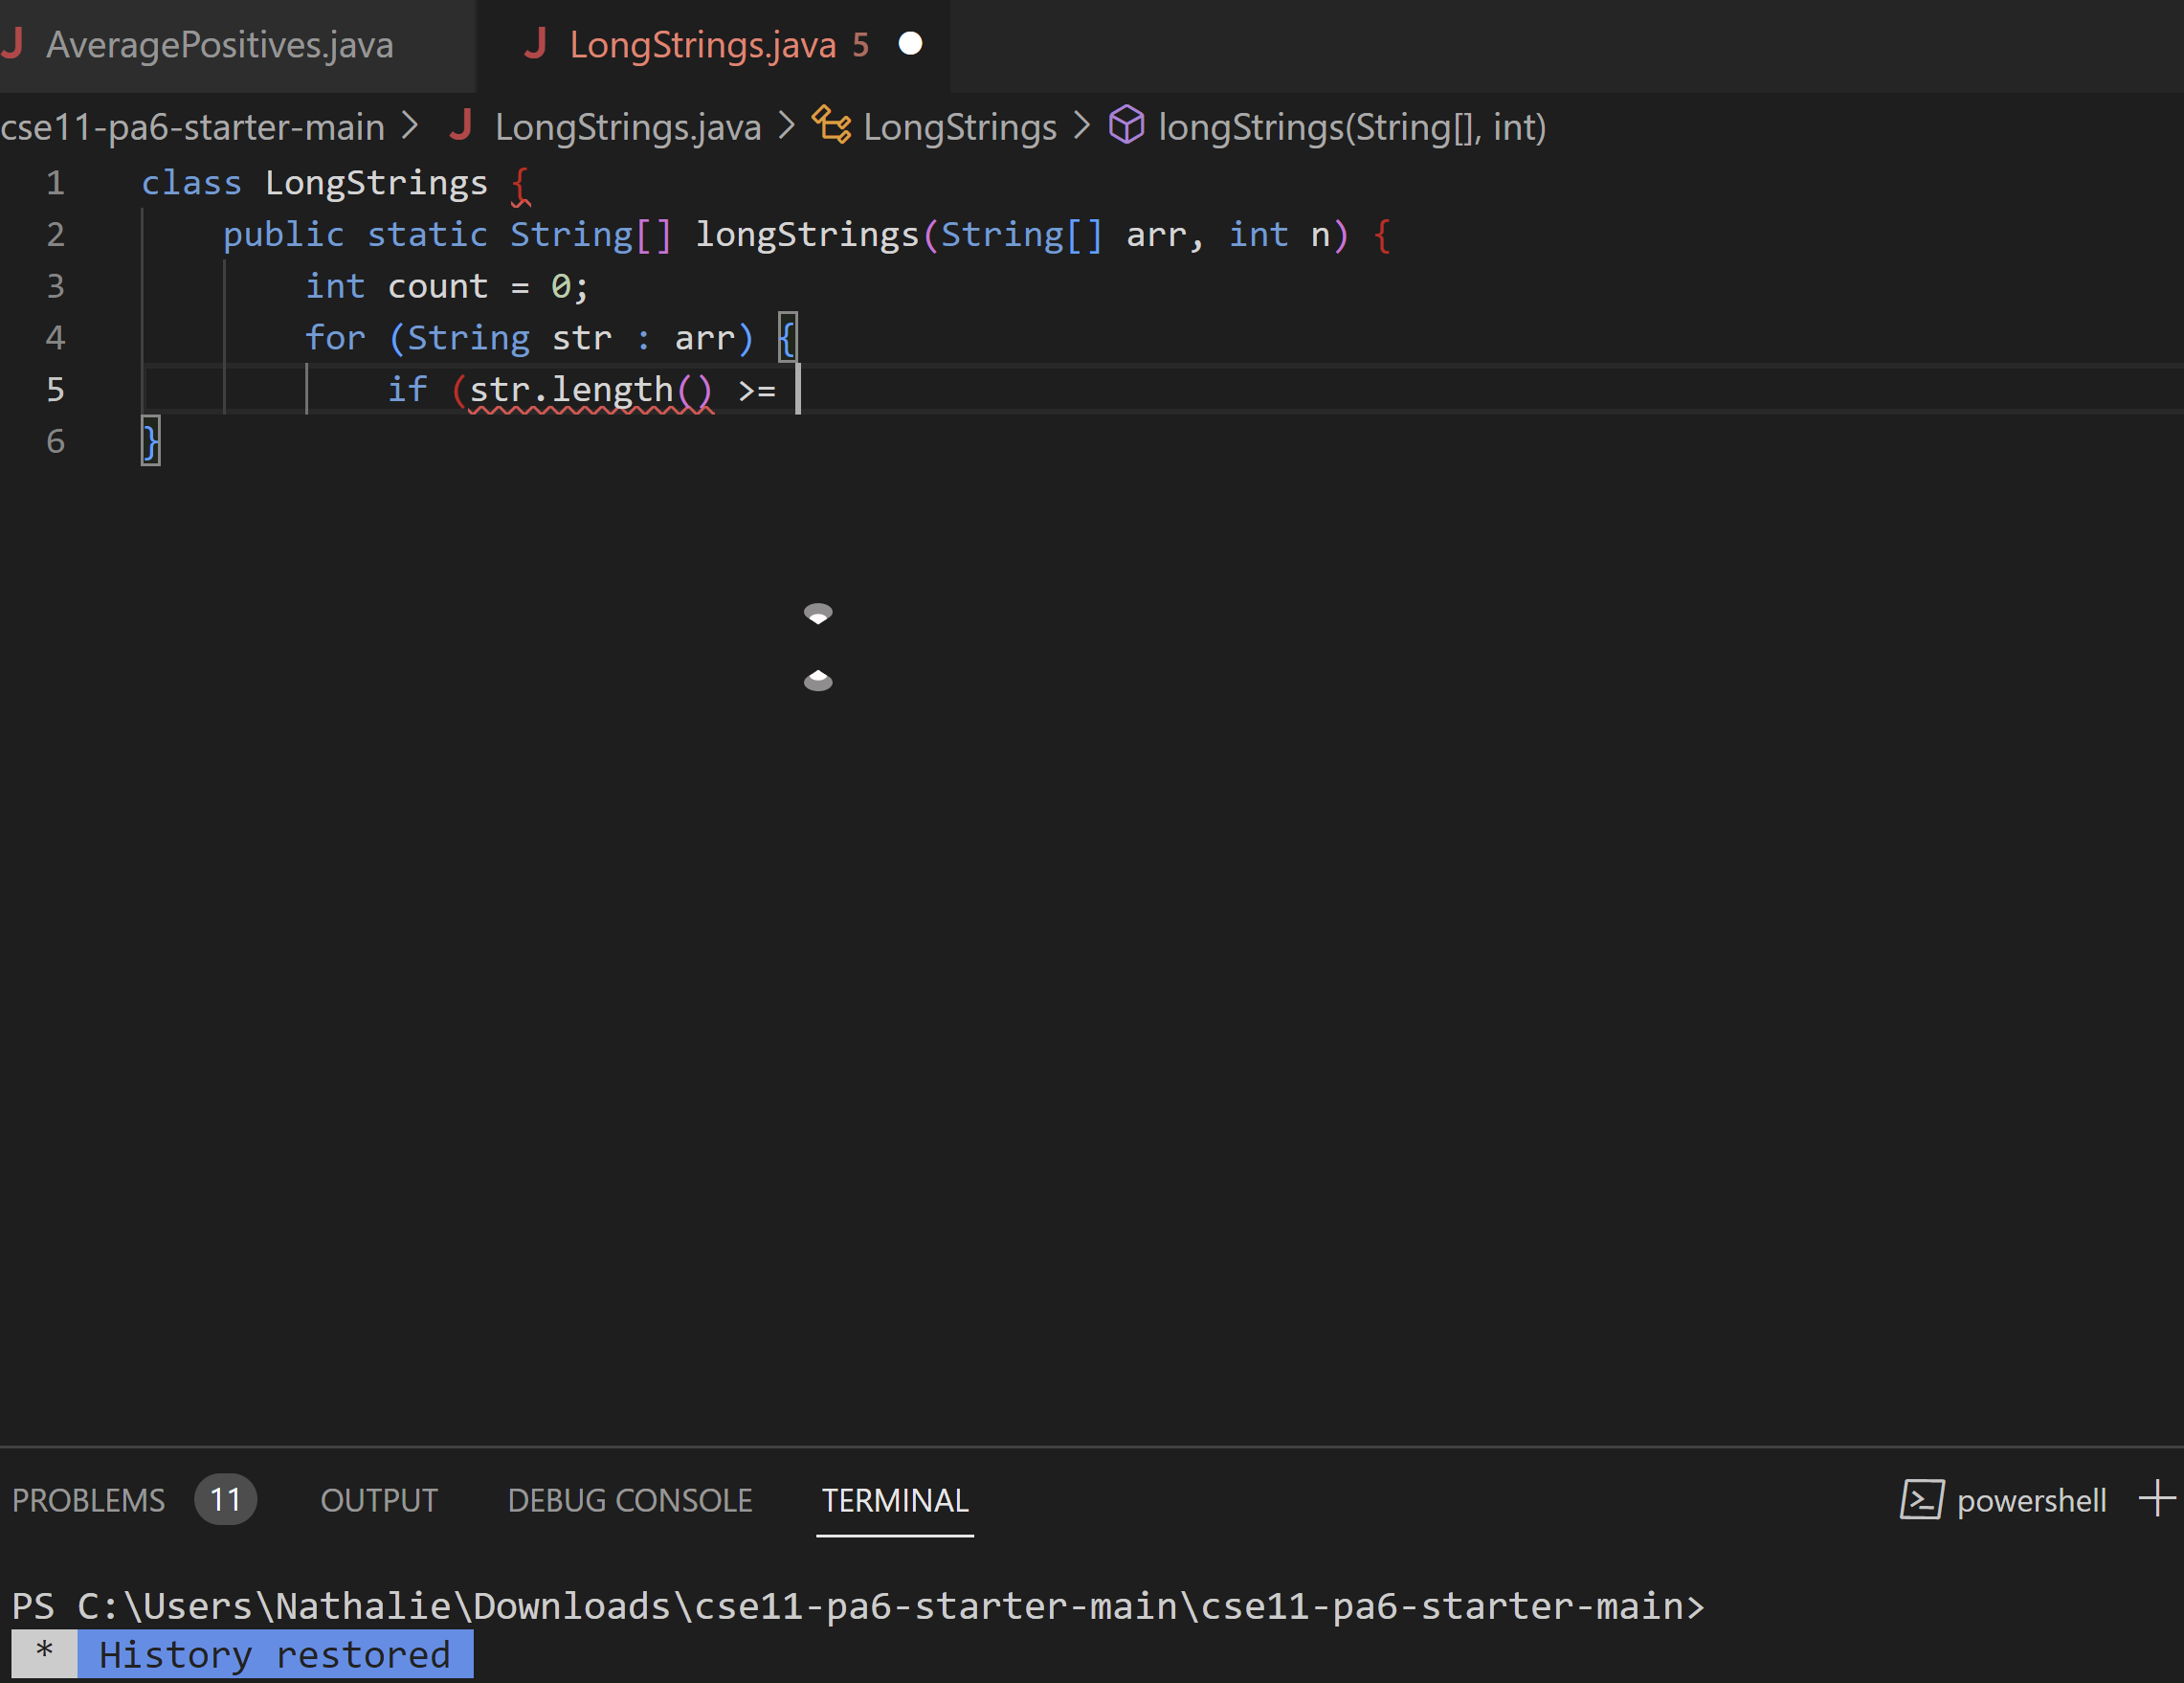 AveragePositives.java
LongStrings.java 5
cse11-pa6-starter-main > LongStrings.java > LongStrings > longStrings(String[], int)
1 class LongStrings {
2 public static String[] longStrings(String[] arr, int n) {
3 int count = 0;
4 for (String str : arr) {
5 if (str.length() >=
6 }
PROBLEMS 11 OUTPUT DEBUG CONSOLE TERMINAL powershell
PS C:\Users\Nathalie\Downloads\cse11-pa6-starter-main\cse11-pa6-starter-main>
* History restored